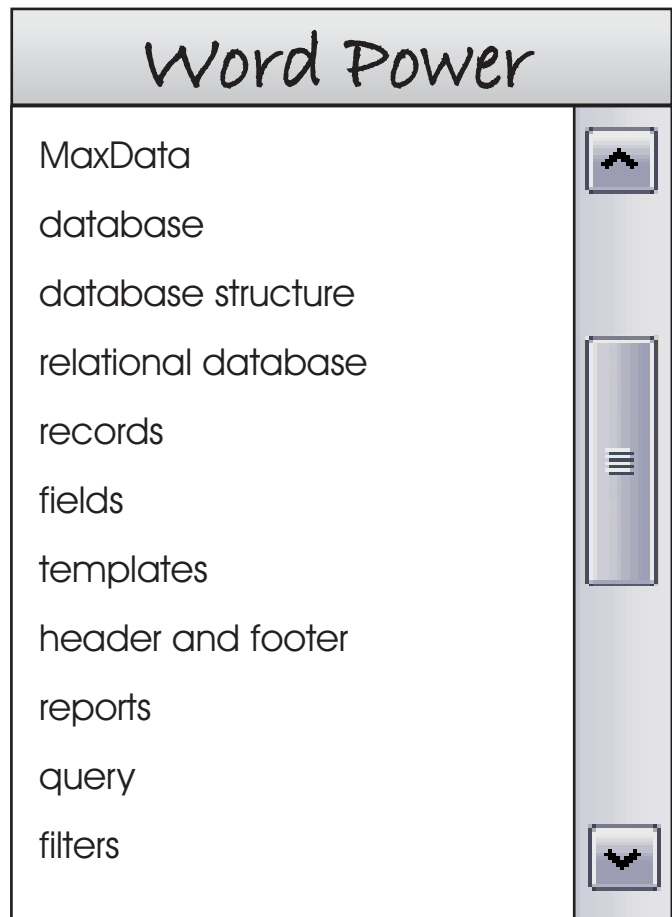 Word Power
MaxData
database
database structure
relational database
records
fields
templates
header and footer
reports
query
filters